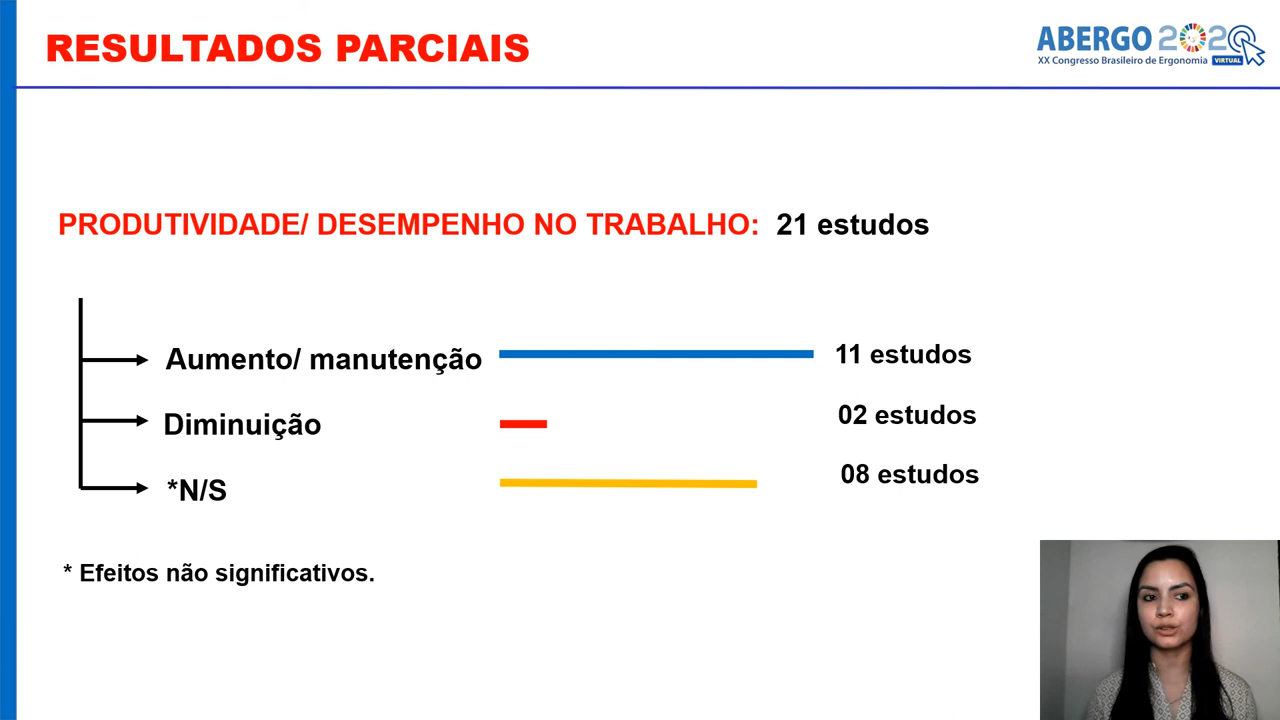 RESULTADOS PARCIAIS
ABERGO 2020
XX Congresso Brasileiro de Ergonomia VIRTUAL
PRODUTIVIDADE/ DESEMPENHO NO TRABALHO: 21 estudos
Aumento/ manutenção 11 estudos
Diminuição 02 estudos
*N/S 08 estudos
* Efeitos não significativos.